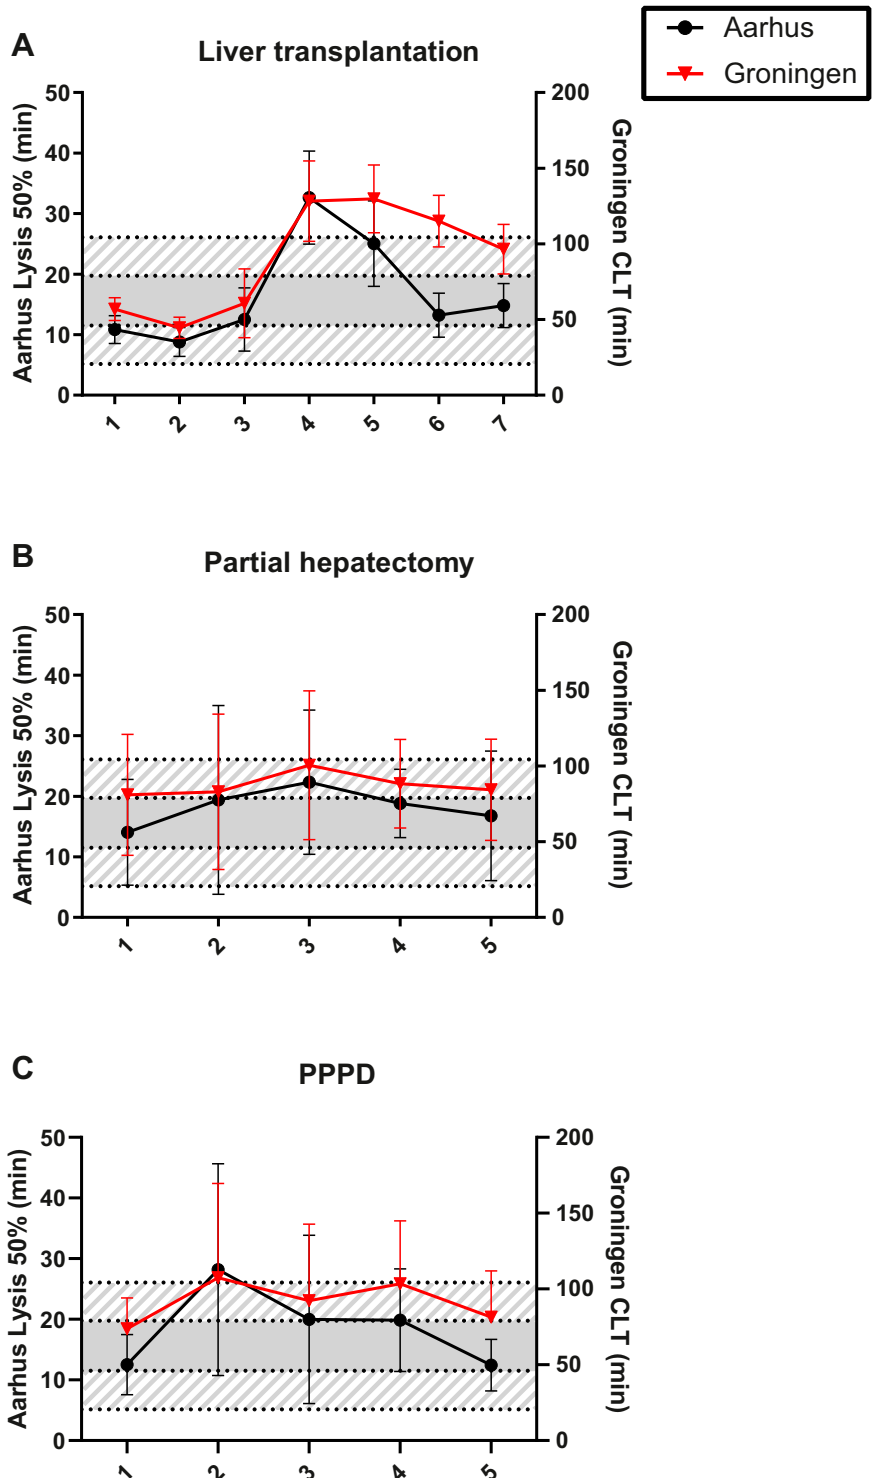 Aarhus
Groningen
A
Liver transplantation
Aarhus Lysis 50% (min)
50
40
30
20
10
0
200
150
100
50
0
Groningen CLT (min)
1 2 3 4 5 6 7
B
Partial hepatectomy
Aarhus Lysis 50% (min)
50
40
30
20
10
0
200
150
100
50
0
Groningen CLT (min)
1 2 3 4 5
C
PPPD
Aarhus Lysis 50% (min)
50
40
30
20
10
0
200
150
100
50
0
Groningen CLT (min)
1 2 3 4 5